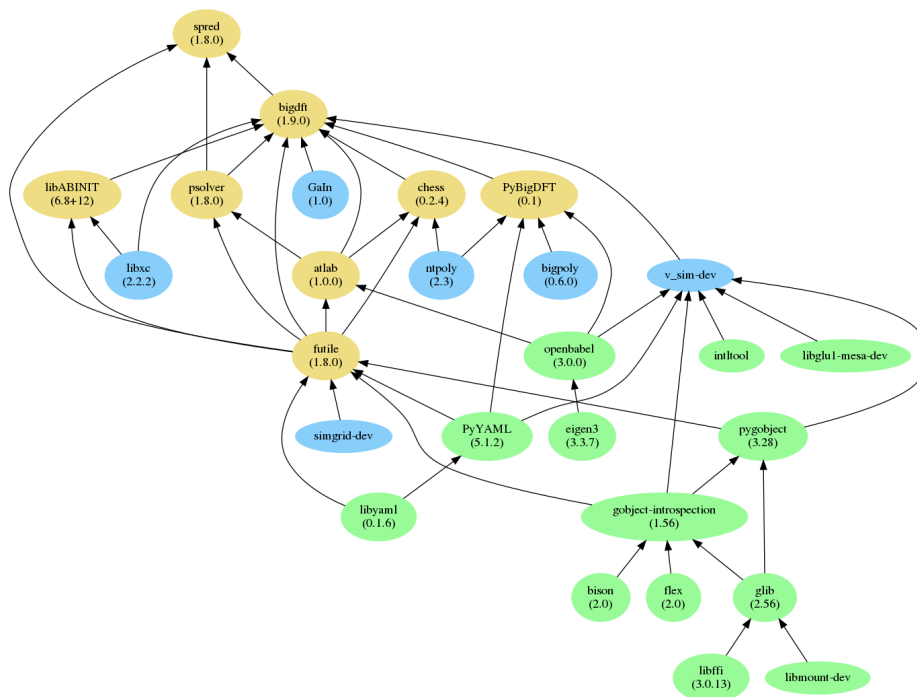 spred
(1.8.0)
bigdft
(1.9.0)
libABINIT
(6.8+12)
psolver
(1.8.0)
GaIn
(1.0)
chess
(0.2.4)
PyBigDFT
(0.1)
libxc
(2.2.2)
atlab
(1.0.0)
ntpoly
(2.3)
bigpoly
(0.6.0)
v_sim-dev
futile
(1.8.0)
openbabel
(3.0.0)
intltool
libglu1-mesa-dev
simgrid-dev
PyYAML
(5.1.2)
eigen3
(3.3.7)
pygobject
(3.28)
libyaml
(0.1.6)
gobject-introspection
(1.56)
bison
(2.0)
flex
(2.0)
glib
(2.56)
libffi
(3.0.13)
libmount-dev